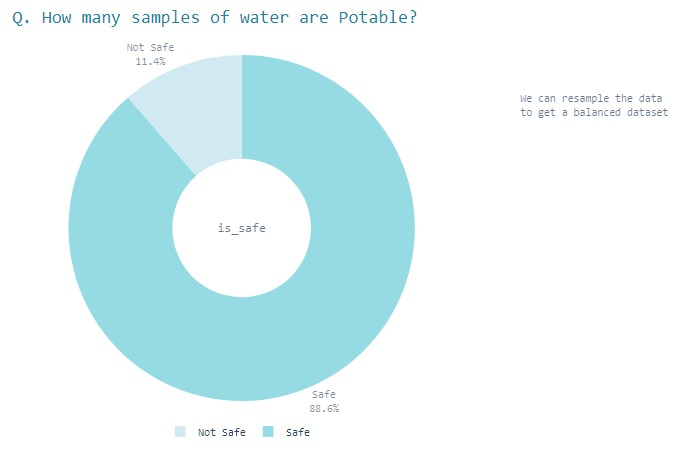 Q. How many samples of water are Potable?
Not Safe
11.4%
We can resample the data
to get a balanced dataset
is_safe
Safe
88.6%
Not Safe
Safe